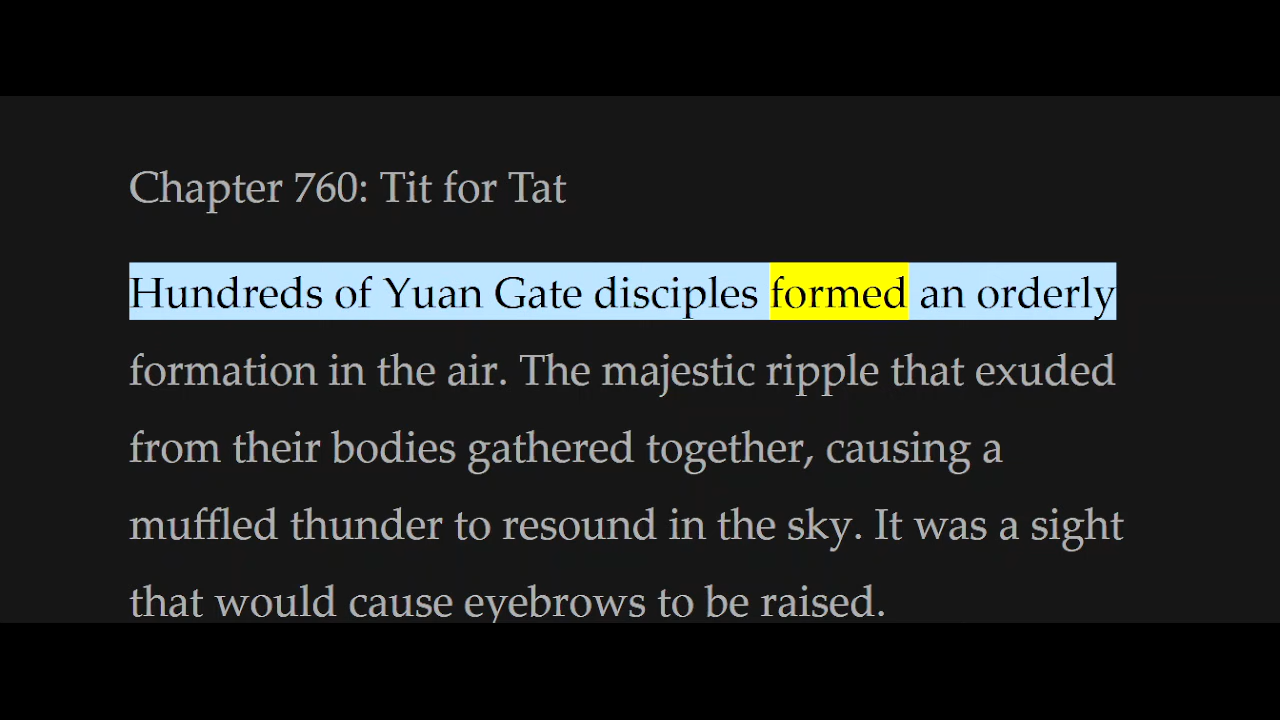 Chapter 760: Tit for Tat
Hundreds of Yuan Gate disciples formed an orderly
formation in the air. The majestic ripple that exuded
from their bodies gathered together, causing a
muffled thunder to resound in the sky. It was a sight
that would cause eyebrows to be raised.